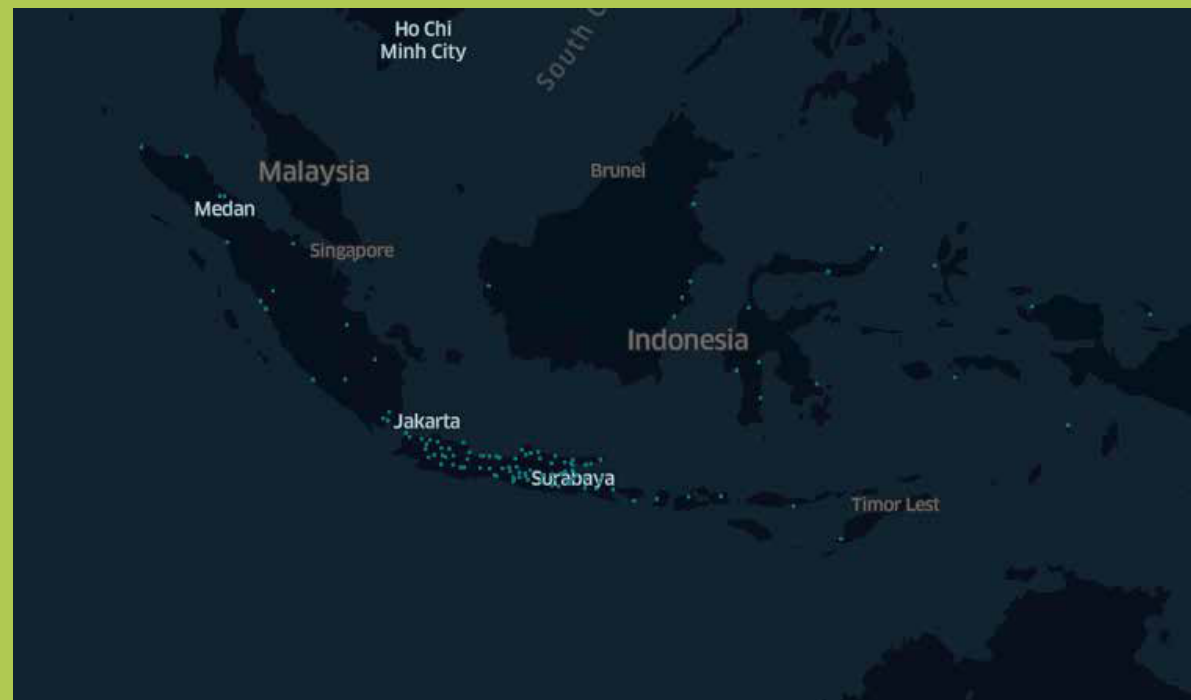 Ho Chi
Minh City
South C
Malaysia
Brunei
Medan
Singapore
Indonesia
Jakarta
Surabaya
Timor Lest